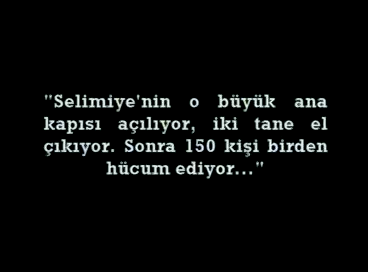 "Selimiye'nin o büyük ana
kapısı açılıyor, iki tane el
çıkıyor. Sonra 150 kişi birden
hücum ediyor..."